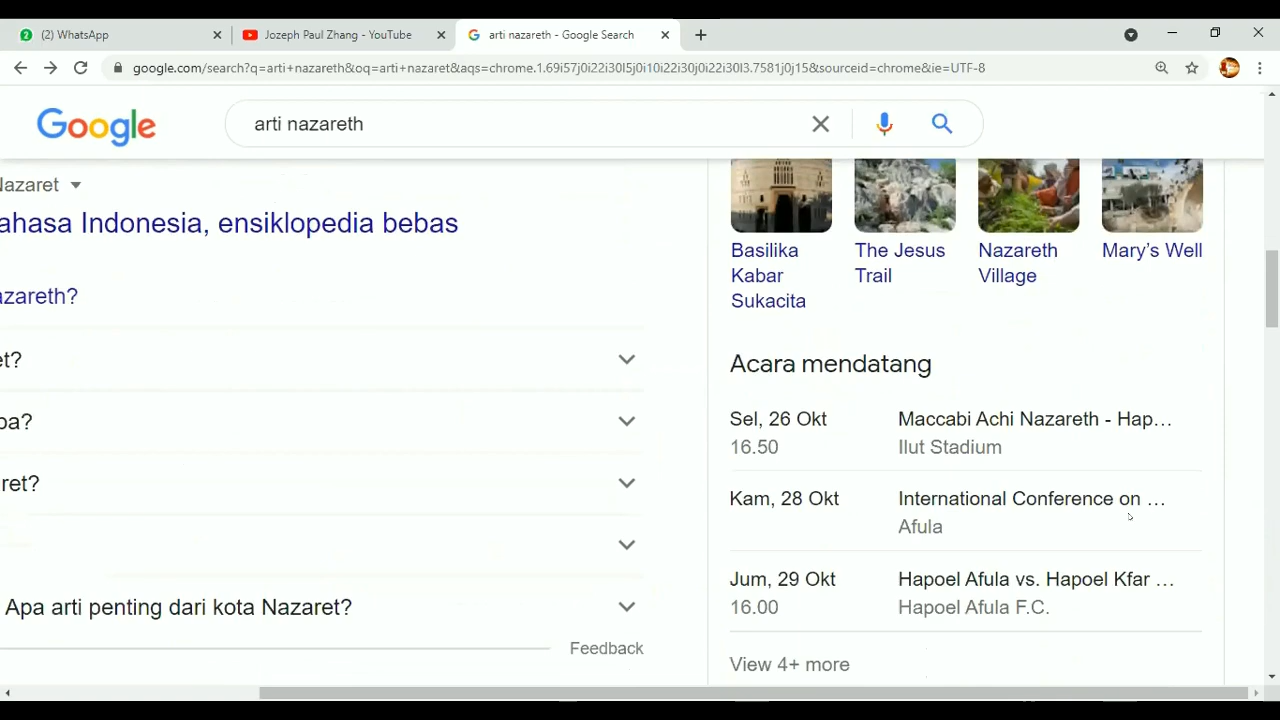 (2) WhatsApp
Jozeph Paul Zhang - YouTube
arti nazareth - Google Search
google.com/search?q=arti+nazareth&oq=arti+nazaret&aqs=chrome.1.69i57j0i22i30l5j0i10i22i30j0i22i30l3.7581j0j15&sourceid=chrome&ie=UTF-8
Google
arti nazareth
Nazaret
ahasa Indonesia, ensiklopedia bebas
azareth?
et?
pa?
ret?
Apa arti penting dari kota Nazaret?
Feedback
Basilika
Kabar
Sukacita
The Jesus
Trail
Nazareth
Village
Mary's Well
Acara mendatang
Sel, 26 Okt
Maccabi Achi Nazareth - Hap...
16.50
Ilut Stadium
Kam, 28 Okt
International Conference on ...
Afula
Jum, 29 Okt
Hapoel Afula vs. Hapoel Kfar ...
16.00
Hapoel Afula F.C.
View 4+ more